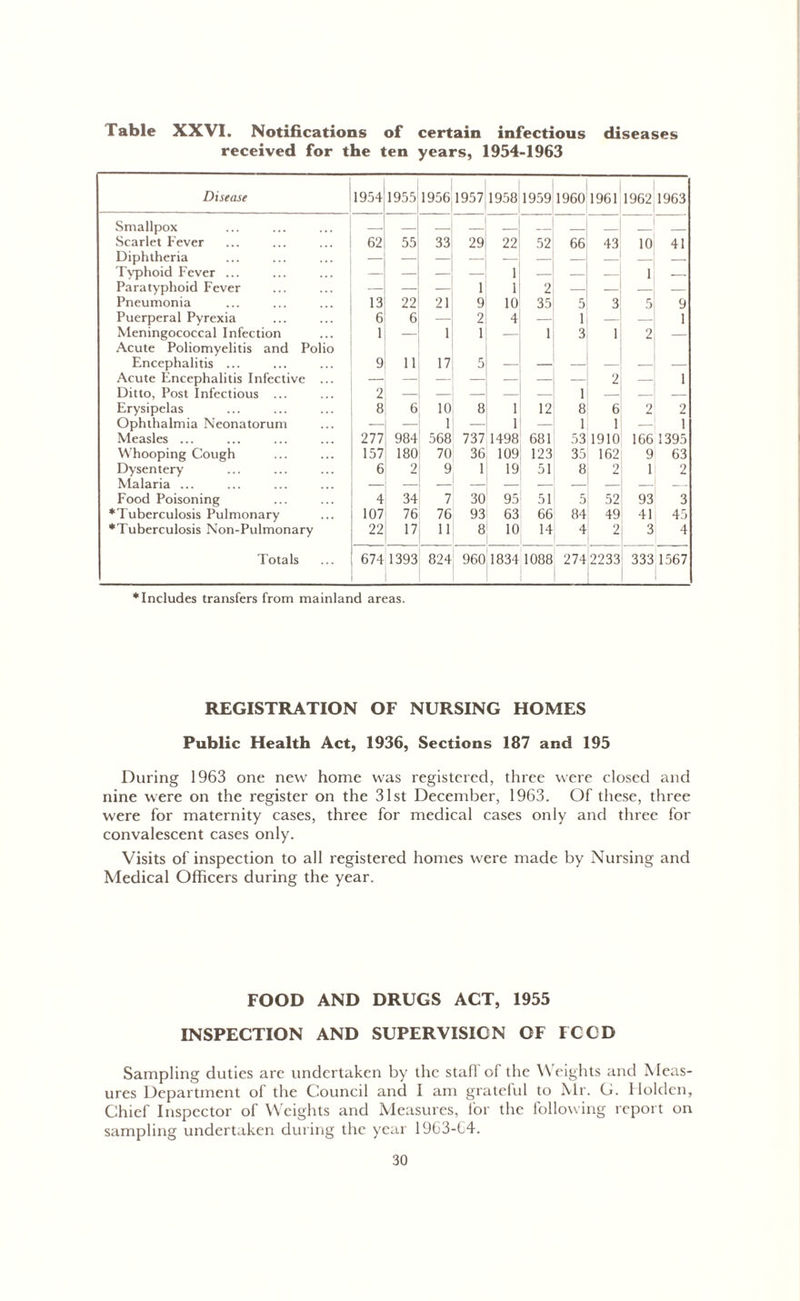 Table XXVI. Notifications of certain infectious diseases
received for the ten years, 1954-1963
Disease 1954 1955 1956 1957 1958 1959 1960 1961 1962 1963
Smallpox ... ... ... — — — — — — — — — —
Scarlet Fever ... ... ... 62 55 33 29 22 52 66 43 10 41
Diphtheria ... ... ... — — — — — — — — — —
Typhoid Fever ... ... ... — — — — 1 — — — 1 —
Paratyphoid Fever ... ... — — — 1 1 2 — — — —
Pneumonia ... ... ... 13 22 21 9 10 35 5 3 5 9
Puerperal Pyrexia ... ... 6 6 — 2 4 — 1 — — 1
Meningococcal Infection ... 1 — 1 1 — 1 3 1 2 —
Acute Poliomyelitis and Polio
Encephalitis ... ... ... 9 11 17 5 — — — — — —
Acute Encephalitis Infective ... — — — — — — — 2 — 1
Ditto, Post Infectious ... ... 2 — — — — — 1 — — —
Erysipelas ... ... ... 8 6 10 8 1 12 8 6 2 2
Ophthalmia Neonatorum ... — — 1 — 1 — 1 1 — 1
Measles ... ... ... ... 277 984 568 737 1498 681 53 1910 166 1395
Whooping Cough ... ... 157 180 70 36 109 123 35 162 9 63
Dysentery ... ... ... 6 2 9 1 19 51 8 2 1 2
Malaria ... ... ... ... — — — — — — — — — —
Food Poisoning ... ... 4 34 7 30 95 51 5 52 93 3
*Tuberculosis Pulmonary ... 107 76 76 93 63 66 84 49 41 45
*Tuberculosis Non-Pulmonary 22 17 11 8 10 14 4 2 3 4
Totals ... 674 1393 824 960 1834 1088 274 2233 333 1567
*Includes transfers from mainland areas.
REGISTRATION OF NURSING HOMES
Public Health Act, 1936, Sections 187 and 195
During 1963 one new home was registered, three were closed and
nine were on the register on the 31st December, 1963. Of these, three
were for maternity cases, three for medical cases only and three for
convalescent cases only.
Visits of inspection to all registered homes were made by Nursing and
Medical Officers during the year.
FOOD AND DRUGS ACT, 1955
INSPECTION AND SUPERVISION OF FOOD
Sampling duties are undertaken by the staff of the Weights and Meas-
ures Department of the Council and I am grateful to Mr. G. Holden,
Chief Inspector of Weights and Measures, for the following report on
sampling undertaken during the year 1963-64.
30